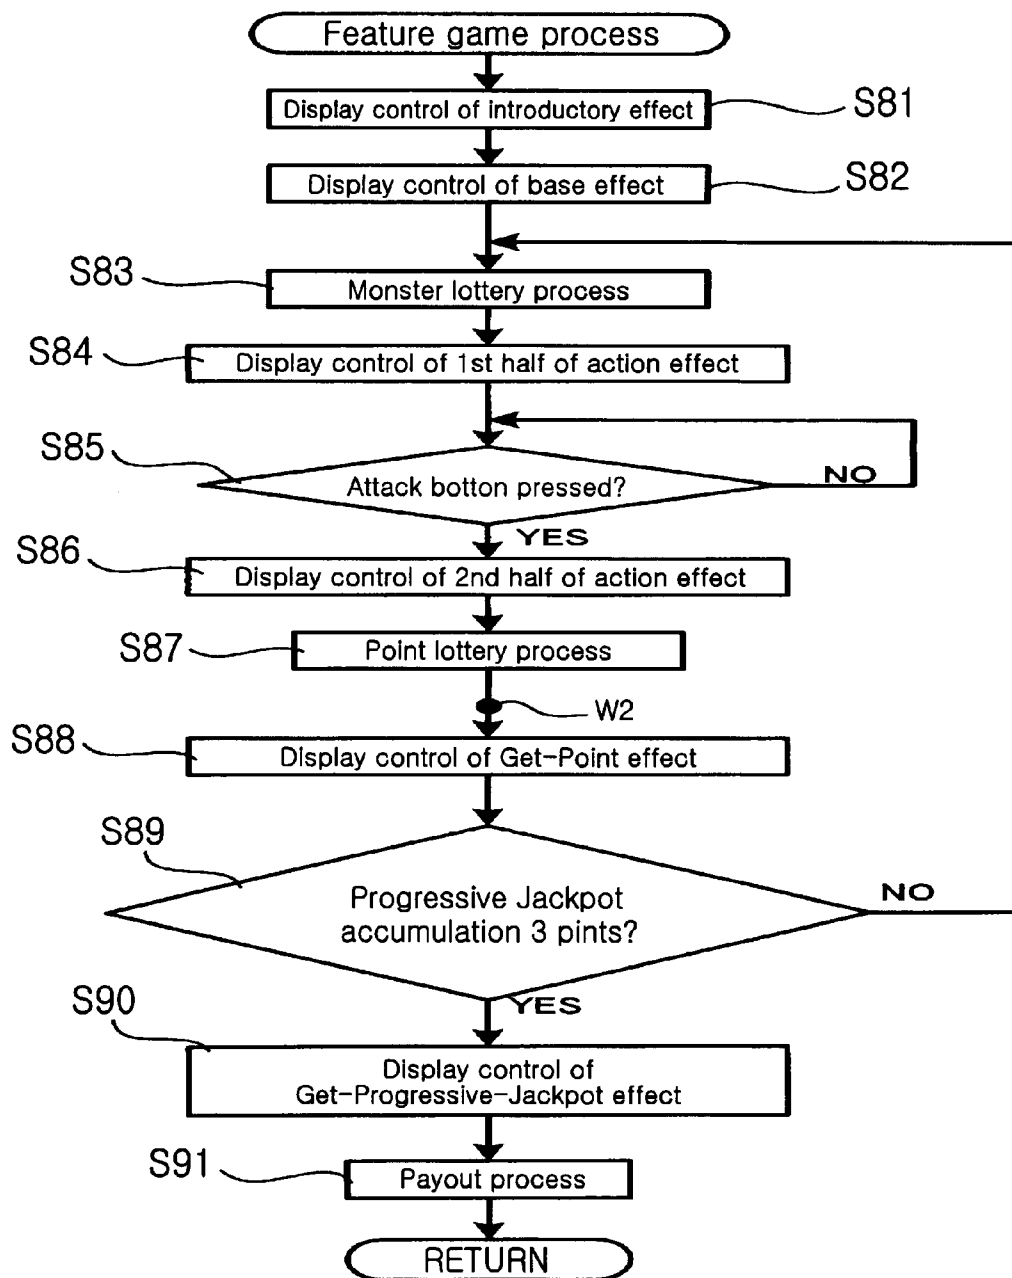 Feature game process
Display control of introductory effect
S81
Display control of base effect
S82
S83
Monster lottery process
S84
Display control of 1st half of action effect
S85
Attack botton pressed?
NO
YES
S86
Display control of 2nd half of action effect
S87
Point lottery process
W2
S88
Display control of Get-Point effect
S89
Progressive Jackpot
accumulation 3 pints?
NO
YES
S90
Display control of
Get-Progressive-Jackpot effect
S91
Payout process
RETURN